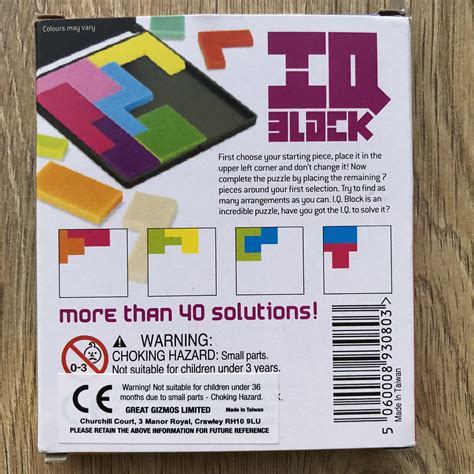 Colours may vary
IQ
BLOCK
First choose your starting piece, place it in the
upper left corner and don't change it! Now
complete the puzzle by placing the remaining 7
pieces around your first selection. Try to find as
many arrangements as you can. I.Q. Block is an
incredible puzzle, have you got the I.Q. to solve it?
more than 40 solutions!
0-3
WARNING:
CHOKING HAZARD: Small parts.
Not suitable for children under 3 years.
CE
Warning! Not suitable for children under 36
months due to small parts - Choking Hazard.
GREAT GIZMOS LIMITED Made in Taiwan
Churchill Court, 3 Manor Royal, Crawley RH10 9LU
PLEASE RETAIN THE ABOVE INFORMATION FOR FUTURE REFERENCE
5 060008 930803 >
Made In Taiwan